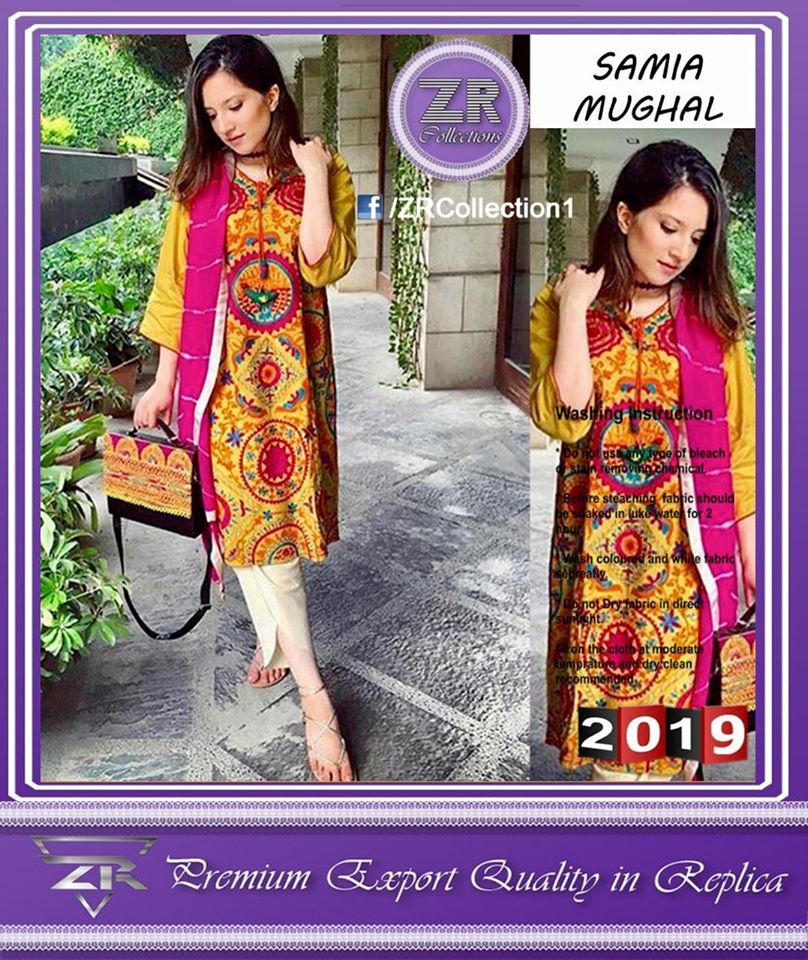 ZR
Collections
SAMIA
MUGHAL
f /ZRCollection1
Washing Instruction
* Do not use any type of bleach
or stain removing chemical.
* Before steaching fabric should
be soaked in luke water for 2
hour.
* Wash coloured and white fabric
sepreatly.
* Do not Dry fabric in direct
sunlight.
* Iron the cloth at moderate
temprature and dry clean
recommended.
2019
ZR Premium Export Quality in Replica